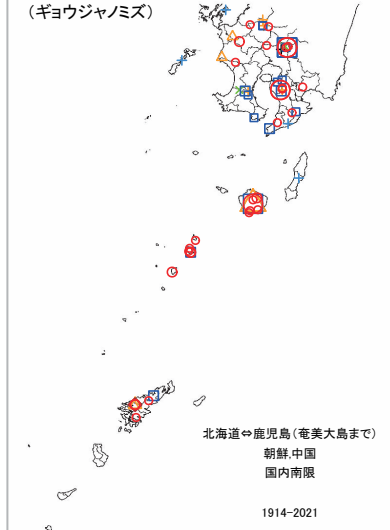 (ギョウジャノミズ)
北海道⇔鹿児島(奄美大島まで)
朝鮮.中国
国内南限
1914-2021